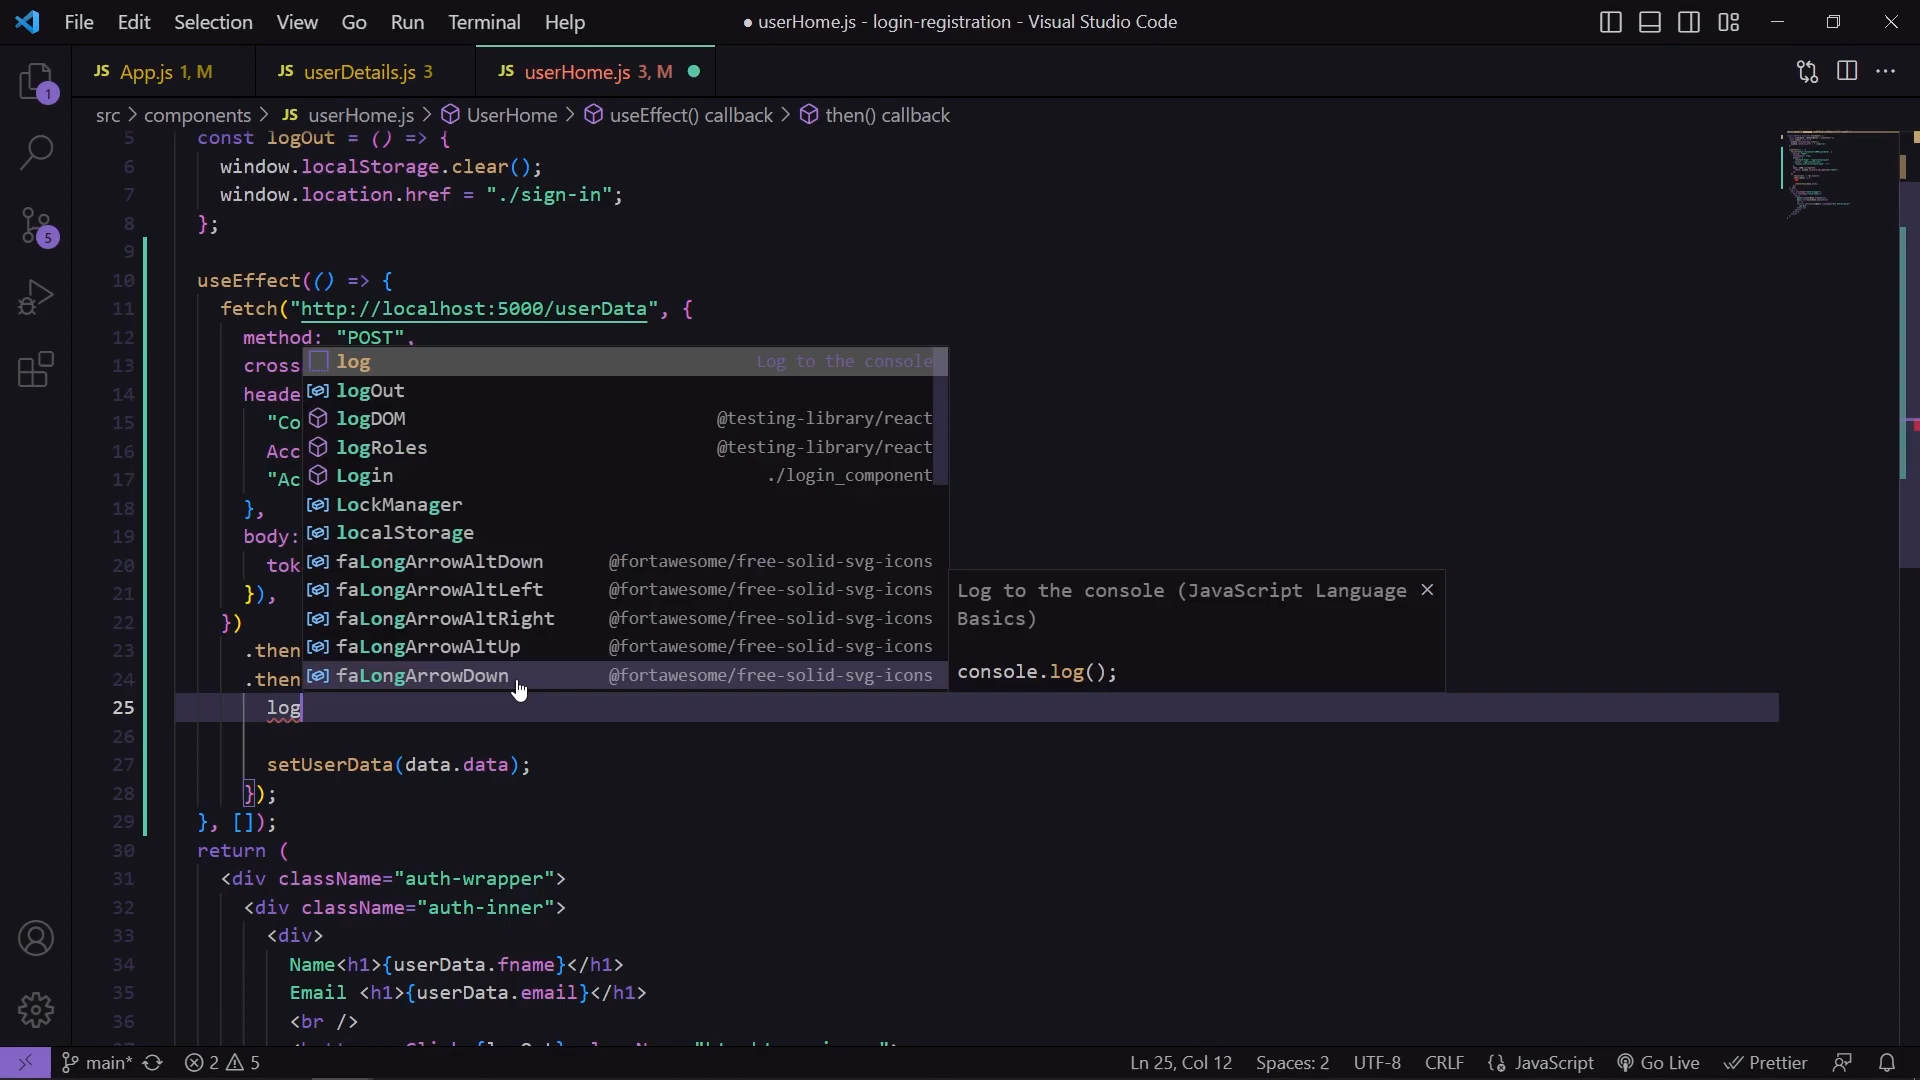 File Edit Selection View Go Run Terminal Help
● userHome.js - login-registration - Visual Studio Code
JS App.js 1, M
JS userDetails.js 3
JS userHome.js 3, M
src > components > JS userHome.js > UserHome > useEffect() callback > then() callback
5 const logOut = () => {
6 window.localStorage.clear();
7 window.location.href = "./sign-in";
8 };
9
10 useEffect(() => {
11 fetch("http://localhost:5000/userData", {
12 method: "POST",
13 cross
14 heade
15 "Co
16 Acc
17 "Ac
18 },
19 body:
20 tok
21 }),
22 })
23 .then
24 .then
25 log
26
27 setUserData(data.data);
28 });
29 }, []);
30 return (
31 <div className="auth-wrapper">
32 <div className="auth-inner">
33 <div>
34 Name<h1>{userData.fname}</h1>
35 Email <h1>{userData.email}</h1>
36 <br />
log Log to the console
logOut
logDOM @testing-library/react
logRoles @testing-library/react
Login ./login_component
LockManager
localStorage
faLongArrowAltDown @fortawesome/free-solid-svg-icons
faLongArrowAltLeft @fortawesome/free-solid-svg-icons
faLongArrowAltRight @fortawesome/free-solid-svg-icons
faLongArrowAltUp @fortawesome/free-solid-svg-icons
faLongArrowDown @fortawesome/free-solid-svg-icons
Log to the console (JavaScript Language
Basics)
console.log();
1
5
main* 2 5
Ln 25, Col 12 Spaces: 2 UTF-8 CRLF {} JavaScript Go Live Prettier